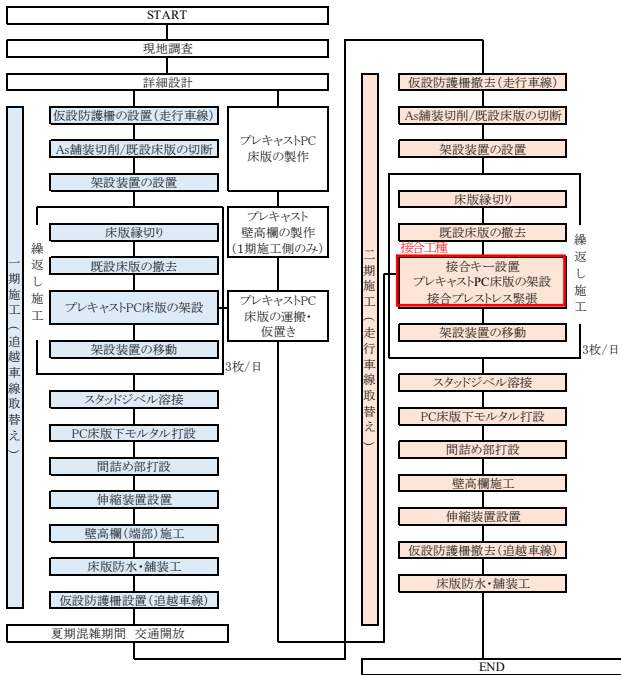 START
現地調査
詳細設計
一期施工(追越車線取替え)
仮設防護柵の設置(走行車線)
As舗装切削/既設床版の切断
架設装置の設置
繰返し施工
床版縁切り
既設床版の撤去
プレキャストPC床版の架設
架設装置の移動
3枚/日
スタッドジベル溶接
PC床版下モルタル打設
間詰め部打設
伸縮装置設置
壁高欄(端部)施工
床版防水・舗装工
仮設防護柵設置(追越車線)
夏期混雑期間 交通開放
プレキャストPC
床版の製作
プレキャスト
壁高欄の製作
(1期施工側のみ)
プレキャストPC
床版の運搬・
仮置き
二期施工(走行車線取替え)
仮設防護柵撤去(走行車線)
As舗装切削/既設床版の切断
架設装置の設置
繰返し施工
床版縁切り
既設床版の撤去
接合工種
接合キー設置
プレキャストPC床版の架設
接合プレストレス緊張
架設装置の移動
3枚/日
スタッドジベル溶接
PC床版下モルタル打設
間詰め部打設
壁高欄施工
伸縮装置設置
仮設防護柵撤去(追越車線)
床版防水・舗装工
END